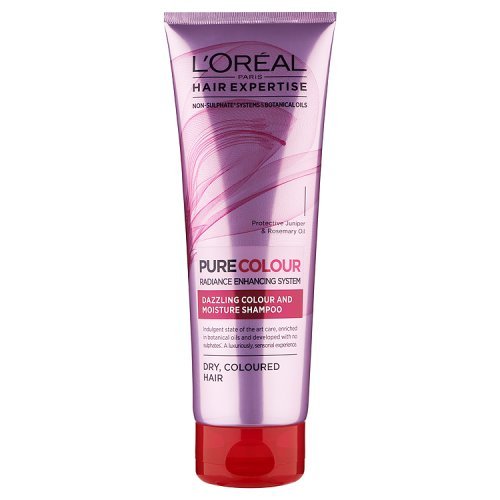 L'ORÉAL
PARIS
HAIR EXPERTISE
NON-SULPHATE* SYSTEMS & BOTANICAL OILS
Protective Juniper
& Rosemary Oil
PURECOLOUR
RADIANCE ENHANCING SYSTEM
DAZZLING COLOUR AND
MOISTURE SHAMPOO
Indulgent state of the art care, enriched
in botanical oils and developed with no
sulphates*. A luxuriously, sensorial experience.
DRY, COLOURED
HAIR